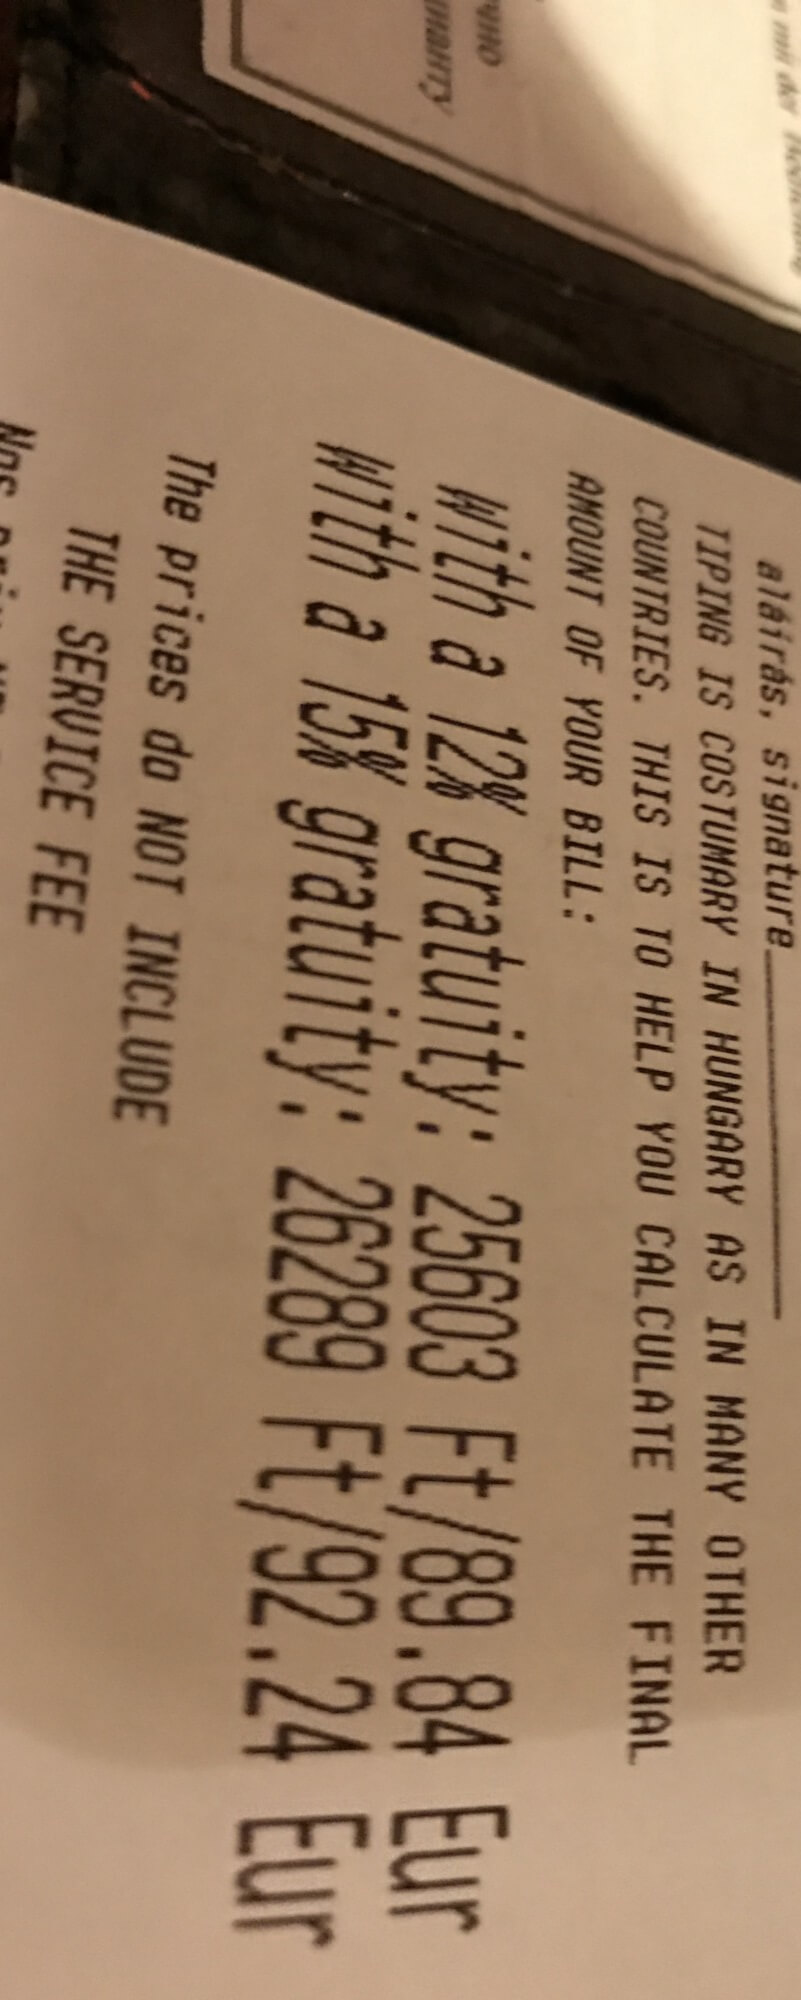 aláírás, signature
TIPING IS COSTUMARY IN HUNGARY AS IN MANY OTHER
COUNTRIES. THIS IS TO HELP YOU CALCULATE THE FINAL
AMOUNT OF YOUR BILL:
With a 12% gratuity: 25603 Ft/89.84 Eur
With a 15% gratuity: 26289 Ft/92.24 Eur
The prices do NOT INCLUDE
THE SERVICE FEE